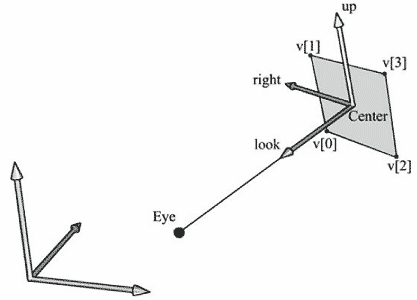 up
v[1]
v[3]
right
Center
v[0]
look
v[2]
Eye